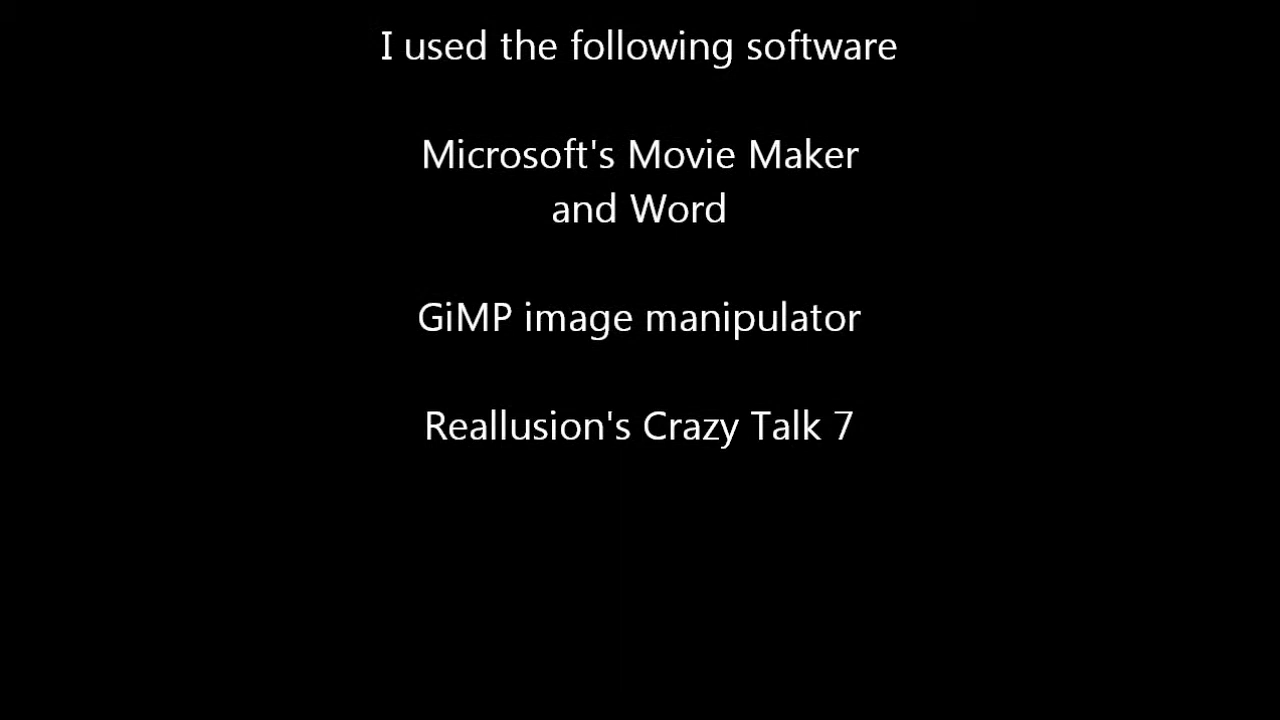 I used the following software
Microsoft's Movie Maker
and Word
GiMP image manipulator
Reallusion's Crazy Talk 7